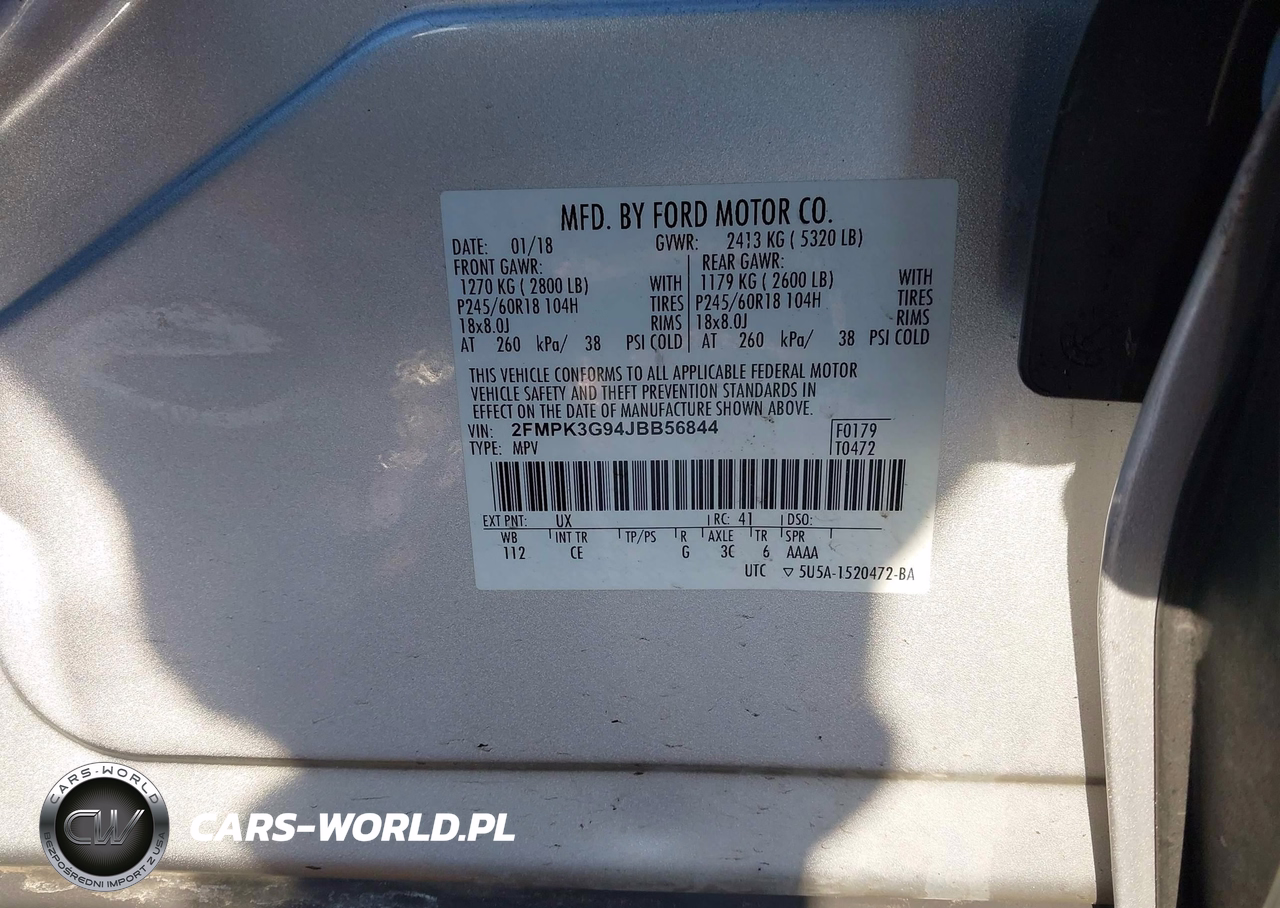 MFD. BY FORD MOTOR CO.
DATE: 01/18 GVWR: 2413 KG ( 5320 LB)
FRONT GAWR: REAR GAWR:
1270 KG ( 2800 LB) WITH 1179 KG ( 2600 LB) WITH
P245/60R18 104H TIRES P245/60R18 104H TIRES
18x8.0J RIMS 18x8.0J RIMS
AT 260 kPa/ 38 PSI COLD AT 260 kPa/ 38 PSI COLD
THIS VEHICLE CONFORMS TO ALL APPLICABLE FEDERAL MOTOR
VEHICLE SAFETY AND THEFT PREVENTION STANDARDS IN
EFFECT ON THE DATE OF MANUFACTURE SHOWN ABOVE.
VIN: 2FMPK3G94JBB56844 F0179
TYPE: MPV T0472
EXT PNT: UX RC: 41 DSO:
WB INT TR TP/PS R AXLE TR SPR
112 CE G 3C 6 AAAA
UTC ▽ 5U5A-1520472-BA
CARS-WORLD
CW
BEZPOŚREDNI IMPORT Z USA
CARS-WORLD.PL